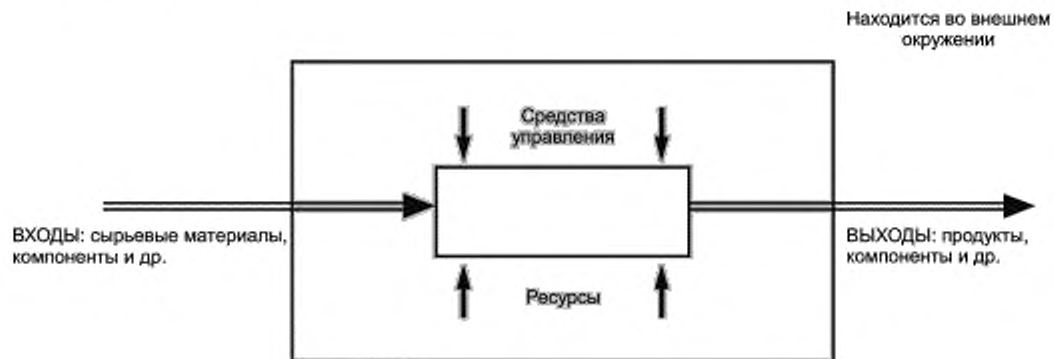 Находится во внешнем
окружении
Средства
управления
ВХОДЫ: сырьевые материалы,
компоненты и др.
ВЫХОДЫ: продукты,
компоненты и др.
Ресурсы